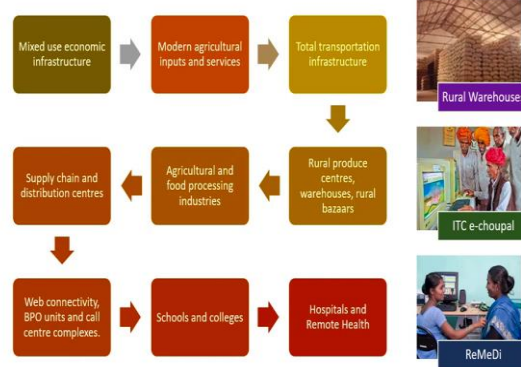 Mixed use economic
infrastructure
Modern agricultural
inputs and services
Total transportation
infrastructure
Rural produce
centres,
warehouses, rural
bazaars
Agricultural and
food processing
industries
Supply chain and
distribution centres
Web connectivity,
BPO units and call
centre complexes.
Schools and colleges
Hospitals and
Remote Health
Rural Warehouse
ITC e-choupal
ReMeDi